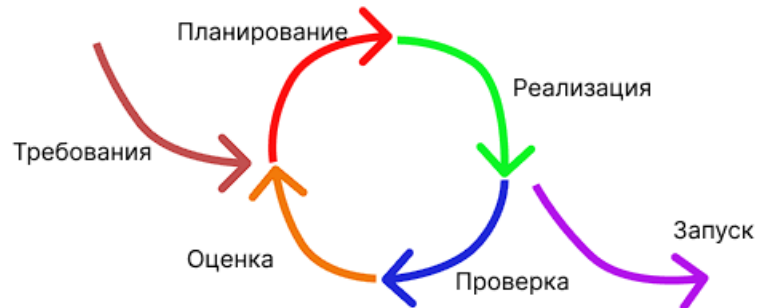 Планирование
Реализация
Требования
Запуск
Оценка
Проверка